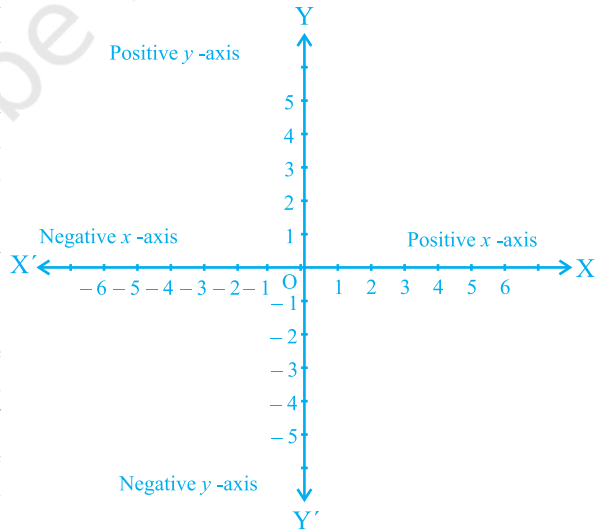 Y
Positive y -axis
5
4
3
2
1
Negative x -axis
Positive x -axis
X′
X
– 6 – 5 – 4 – 3 – 2 – 1 O 1 2 3 4 5 6
– 1
– 2
– 3
– 4
– 5
Negative y -axis
Y′
be